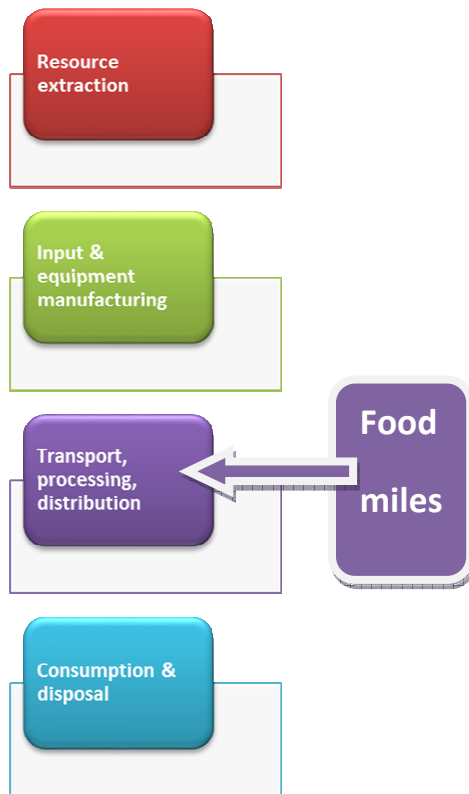 Resource
extraction
Input &
equipment
manufacturing
Transport,
processing,
distribution
Food
miles
Consumption &
disposal